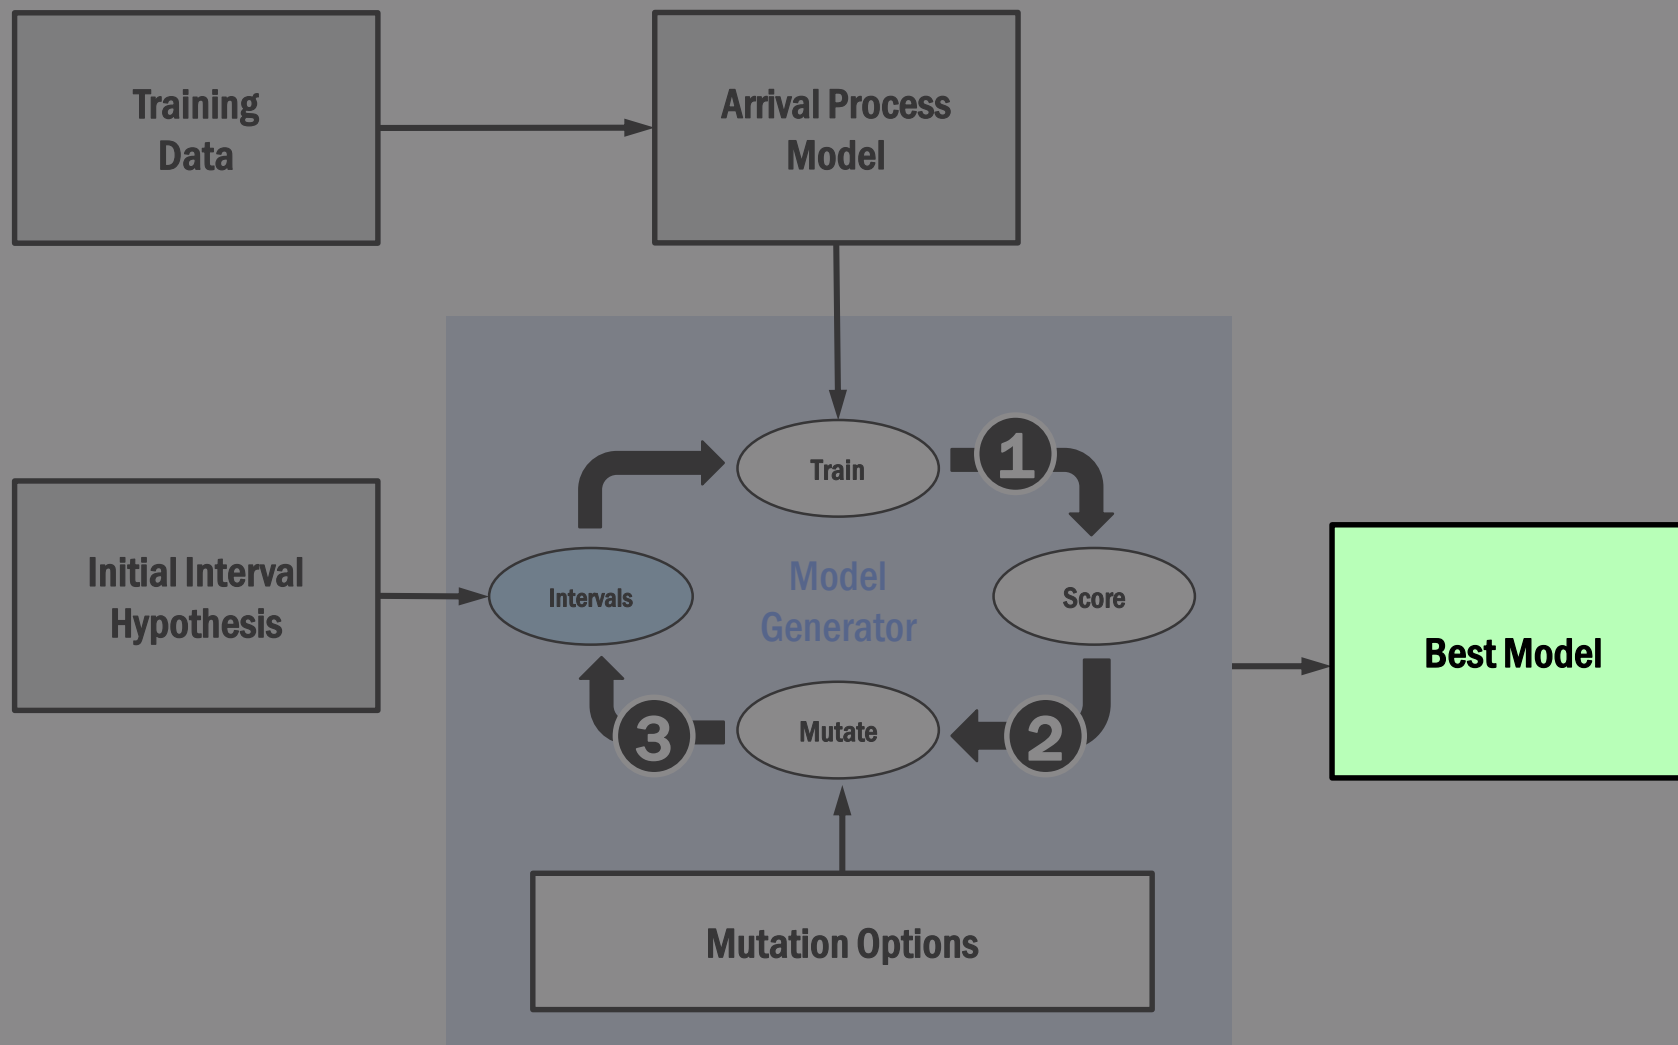 Training
Data
Arrival Process
Model
Train
1
Initial Interval
Hypothesis
Intervals
Model
Generator
Score
Best Model
3
Mutate
2
Mutation Options